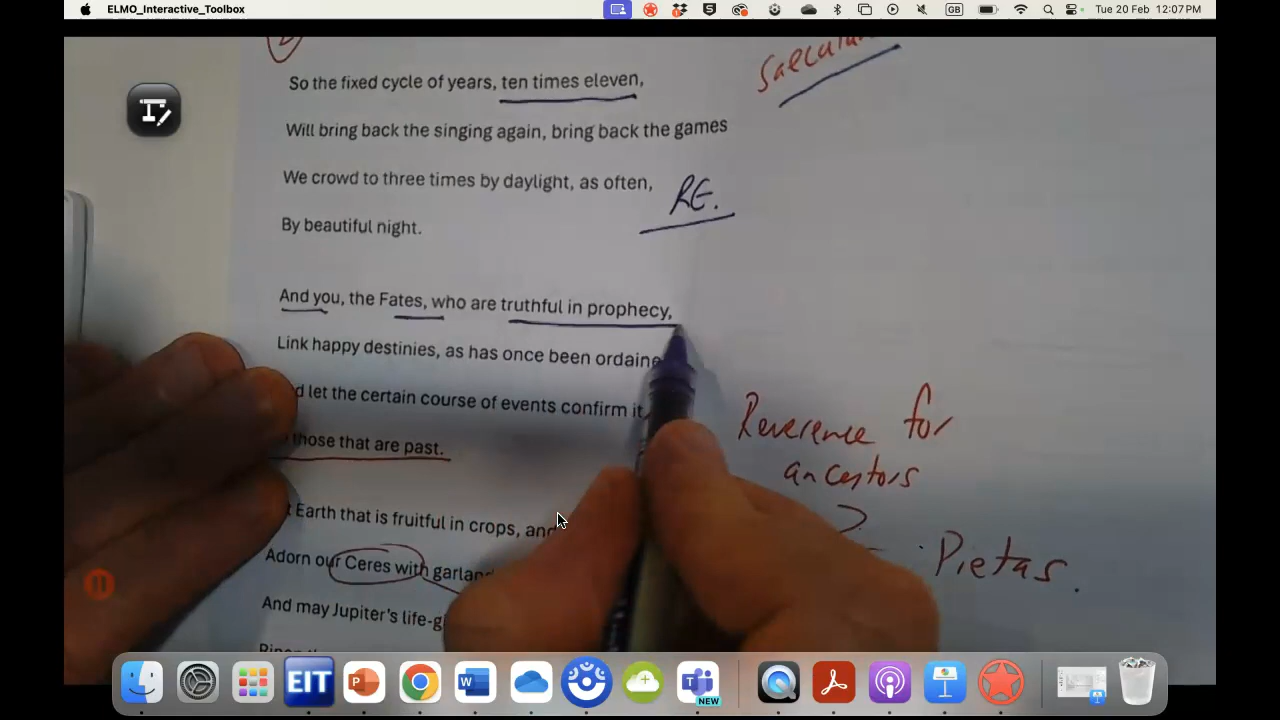 ELMO_Interactive_Toolbox
GB
Tue 20 Feb 12:07 PM
So the fixed cycle of years, ten times eleven,
Will bring back the singing again, bring back the games
We crowd to three times by daylight, as often,
RE.
By beautiful night.
And you, the Fates, who are truthful in prophecy,
Link happy destinies, as has once been ordaine
let the certain course of events confirm it
Reverence for
those that are past.
ancestors
Earth that is fruitful in crops, and
Pietas.
Adorn our Ceres with garland
And may Jupiter's life-g
EIT
P
W
T
NEW